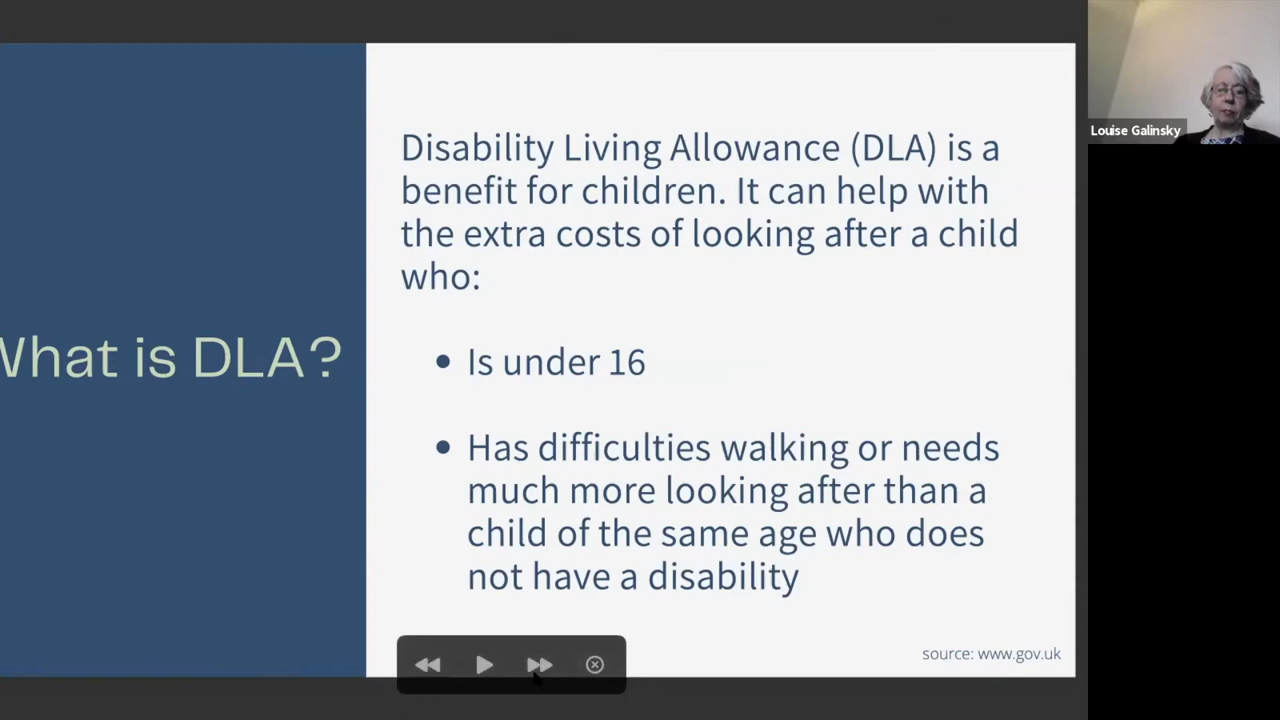 What is DLA?
Disability Living Allowance (DLA) is a
benefit for children. It can help with
the extra costs of looking after a child
who:
• Is under 16
• Has difficulties walking or needs
much more looking after than a
child of the same age who does
not have a disability
source: www.gov.uk
Louise Galinsky